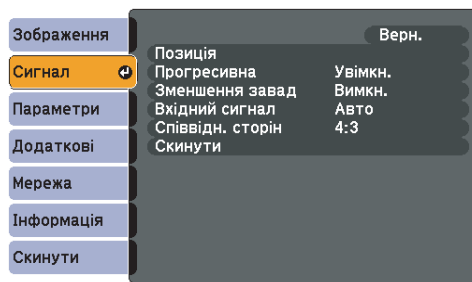 Зображення
Сигнал
Параметри
Додаткові
Мережа
Інформація
Скинути
Верн.
Позиція
Прогресивна Увімкн.
Зменшення завад Вимкн.
Вхідний сигнал Авто
Співвідн. сторін 4:3
Скинути